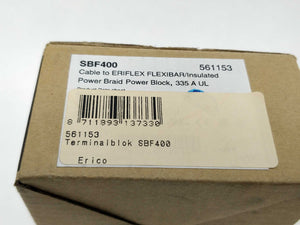 SBF400 561153
Cable to ERIFLEX FLEXIBAR/Insulated
Power Braid Power Block, 335 A UL
8 711893 137330
561153
Terminalblok SBF400
Erico